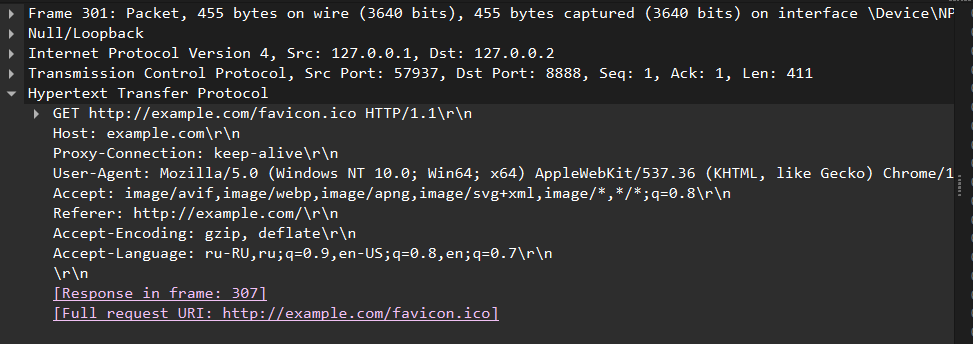 Frame 301: Packet, 455 bytes on wire (3640 bits), 455 bytes captured (3640 bits) on interface \Device\NP
Null/Loopback
Internet Protocol Version 4, Src: 127.0.0.1, Dst: 127.0.0.2
Transmission Control Protocol, Src Port: 57937, Dst Port: 8888, Seq: 1, Ack: 1, Len: 411
Hypertext Transfer Protocol
GET http://example.com/favicon.ico HTTP/1.1\r\n
Host: example.com\r\n
Proxy-Connection: keep-alive\r\n
User-Agent: Mozilla/5.0 (Windows NT 10.0; Win64; x64) AppleWebKit/537.36 (KHTML, like Gecko) Chrome/1
Accept: image/avif,image/webp,image/apng,image/svg+xml,image/*,*/*;q=0.8\r\n
Referer: http://example.com/\r\n
Accept-Encoding: gzip, deflate\r\n
Accept-Language: ru-RU,ru;q=0.9,en-US;q=0.8,en;q=0.7\r\n
\r\n
[Response in frame: 307]
[Full request URI: http://example.com/favicon.ico]